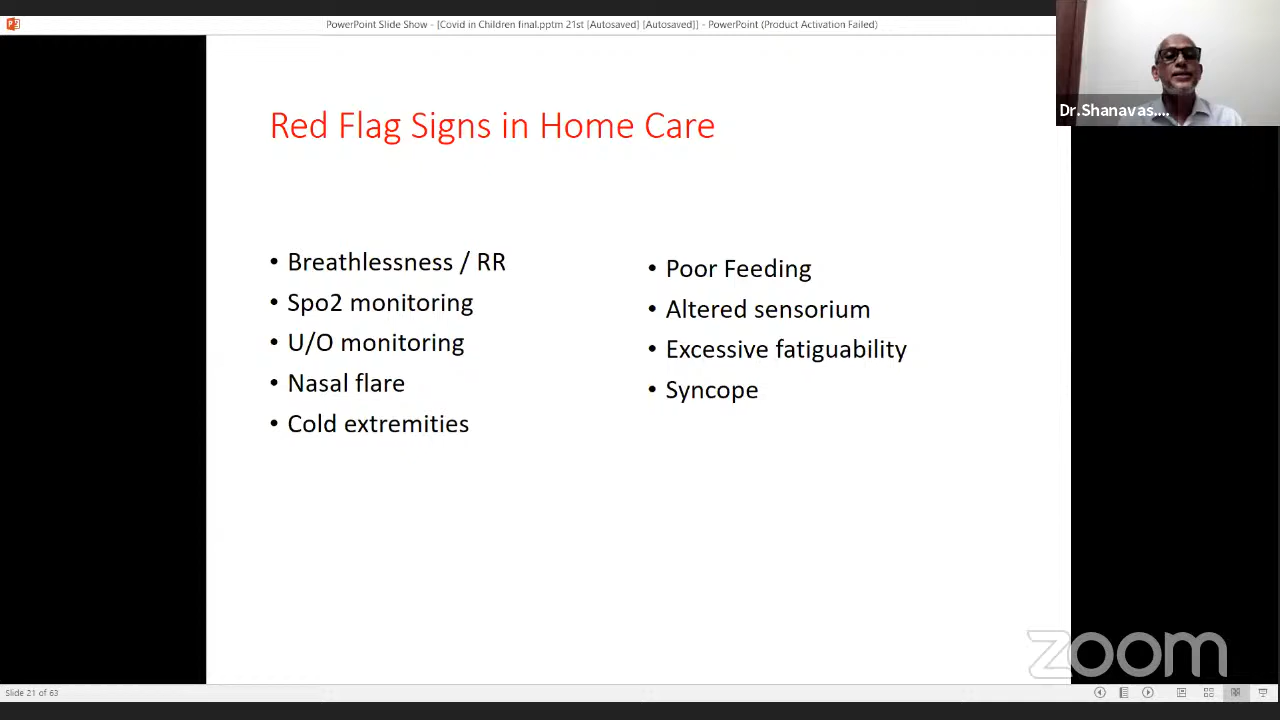 PowerPoint Slide Show - [Covid in Children final.pptm 21st [Autosaved] [Autosaved]] - PowerPoint (Product Activation Failed)
Dr.Shanavas....
Red Flag Signs in Home Care
• Breathlessness / RR
• Spo2 monitoring
• U/O monitoring
• Nasal flare
• Cold extremities
• Poor Feeding
• Altered sensorium
• Excessive fatiguability
• Syncope
zoom
Slide 21 of 63